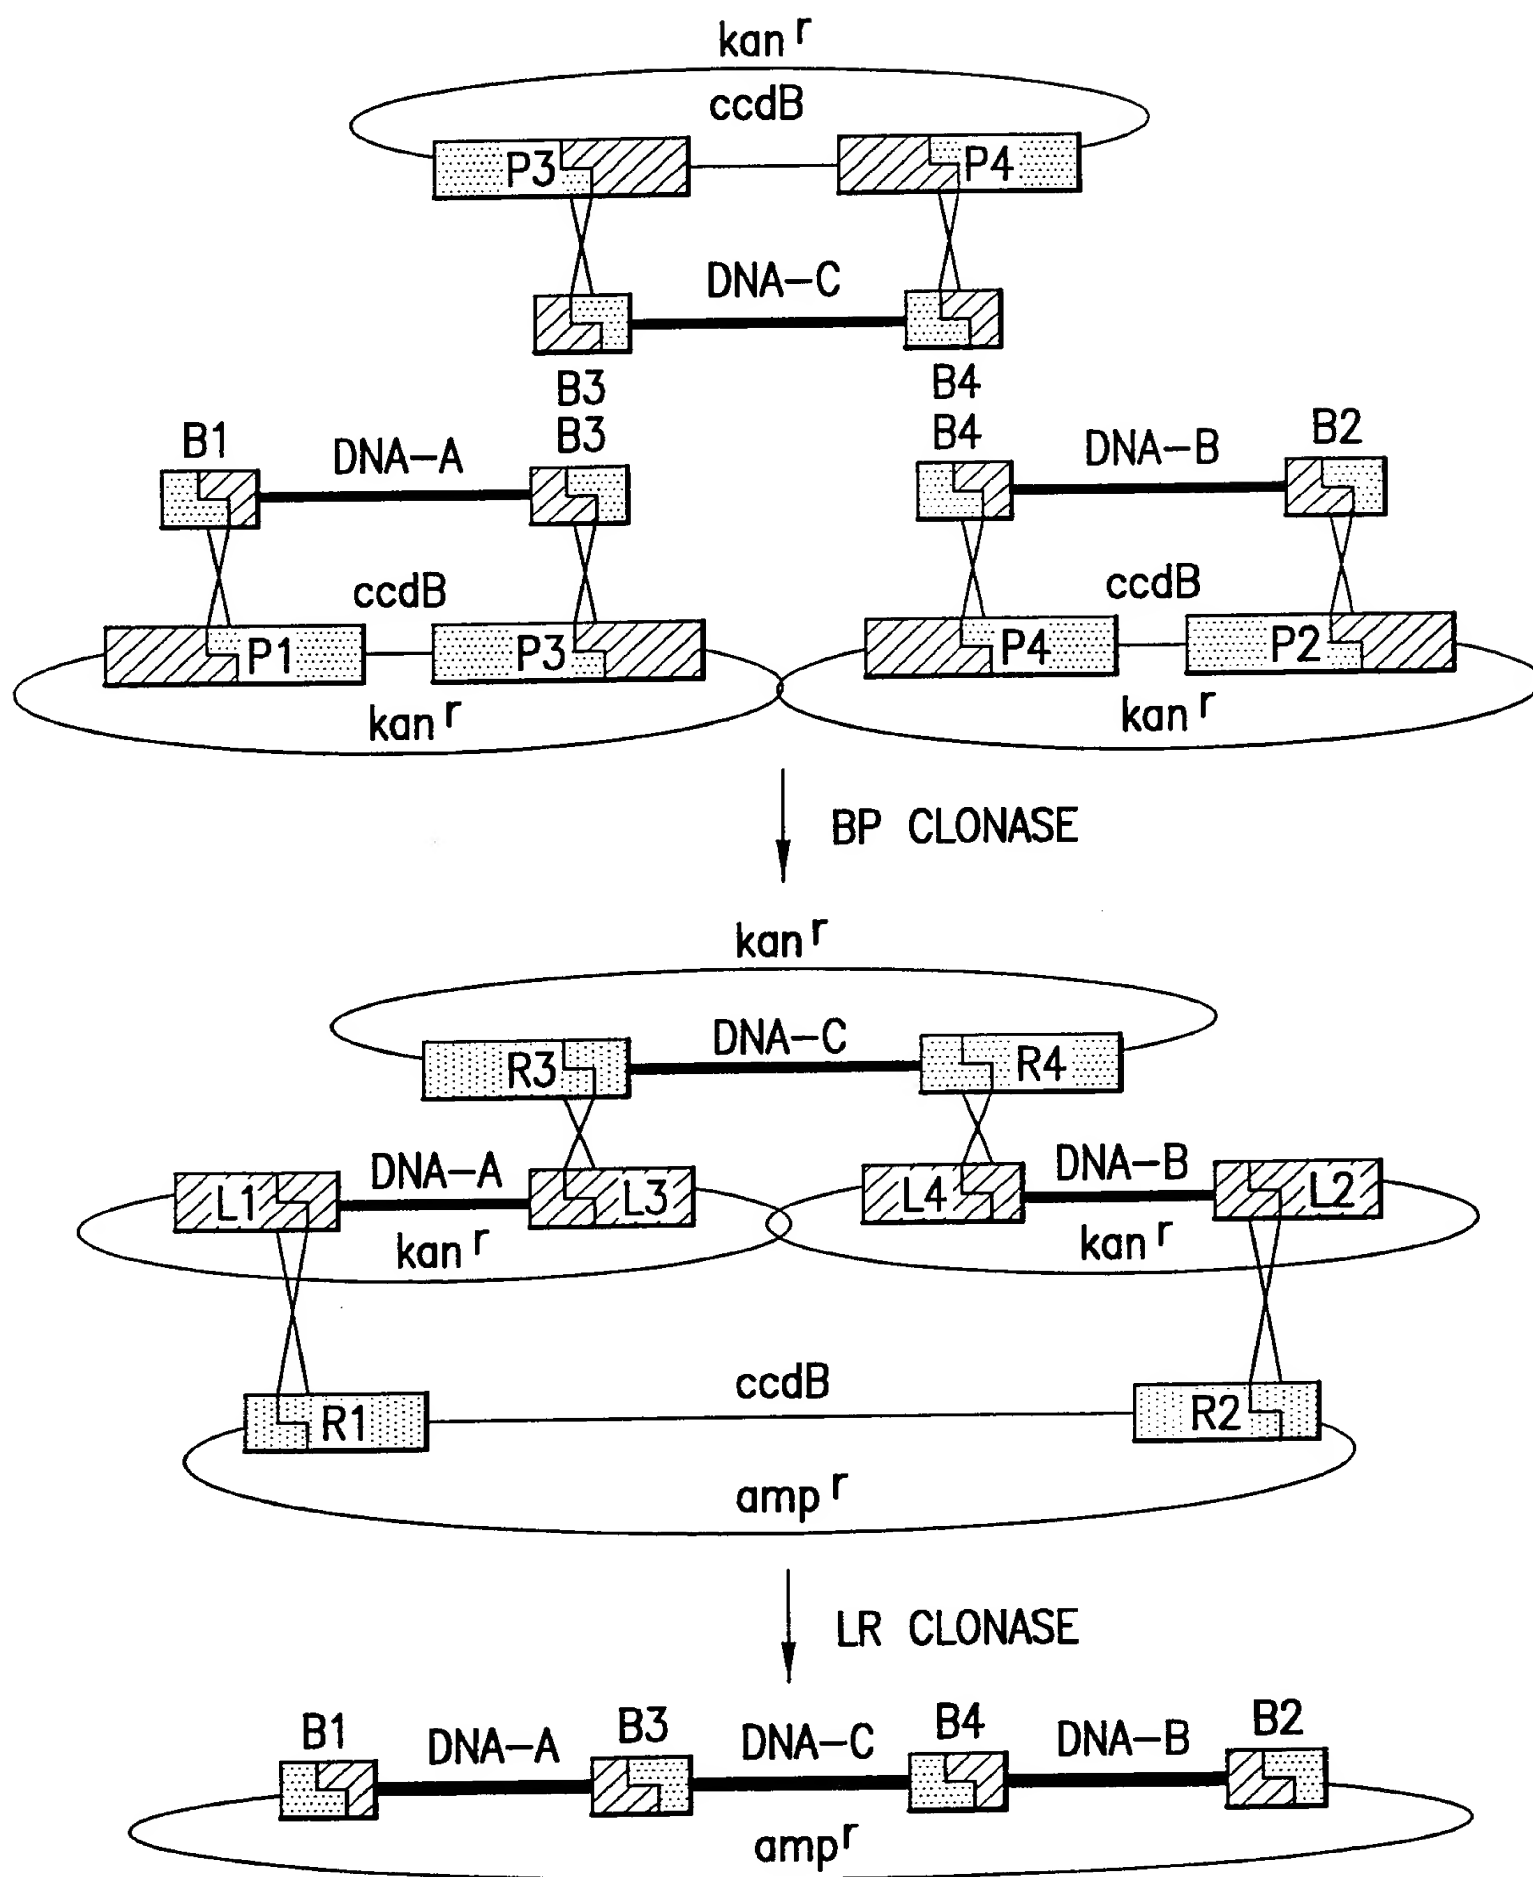 kan r
ccdB
P3 P4
DNA-C
B3 B4
B1 DNA-A B3 B4 DNA-B B2
ccdB ccdB
P1 P3 P4 P2
kan r kan r
BP CLONASE
kan r
DNA-C
R3 R4
DNA-A DNA-B
L1 L3 L4 L2
kan r kan r
ccdB
R1 R2
amp r
LR CLONASE
B1 DNA-A B3 DNA-C B4 DNA-B B2
amp r